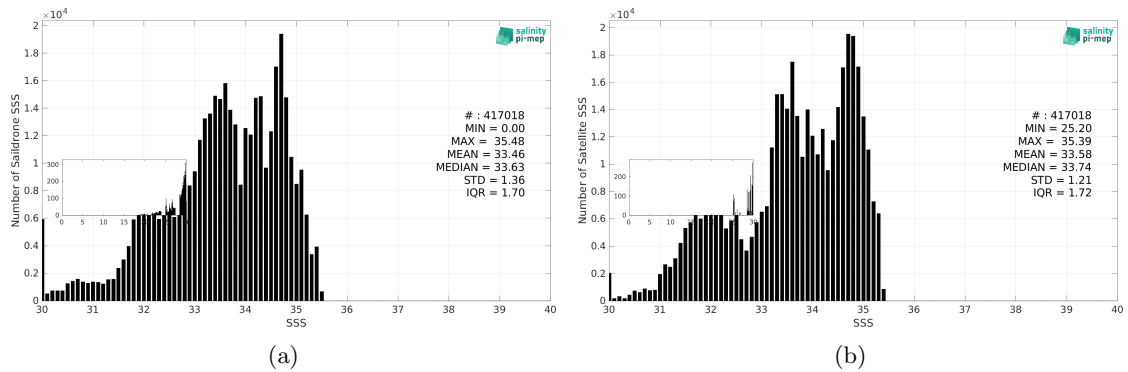 ×10⁴
2
1.8
1.6
1.4
1.2
1
0.8
0.6
0.4
0.2
0
Number of Saildrone SSS
salinity
pi-mep
# : 417018
MIN = 0.00
MAX = 35.48
MEAN = 33.46
MEDIAN = 33.63
STD = 1.36
IQR = 1.70
300
200
100
0
0 5 10 15 20
30 31 32 33 34 35 36 37 38 39 40
SSS
(a)
×10⁴
2
1.8
1.6
1.4
1.2
1
0.8
0.6
0.4
0.2
0
Number of Satellite SSS
salinity
pi-mep
# : 417018
MIN = 25.20
MAX = 35.39
MEAN = 33.58
MEDIAN = 33.74
STD = 1.21
IQR = 1.72
200
100
0
0 5 10 30
30 31 32 33 34 35 36 37 38 39 40
SSS
(b)